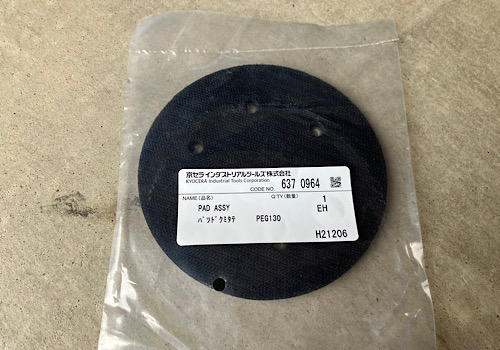 京セラインダストリアルツールズ株式会社
KYOCERA Industrial Tools Corporation
CODE NO. 637 0964
NAME (品名) Q'TY (数量) 1
PAD ASSY EH
パツドクミタテ PEG130
H21206